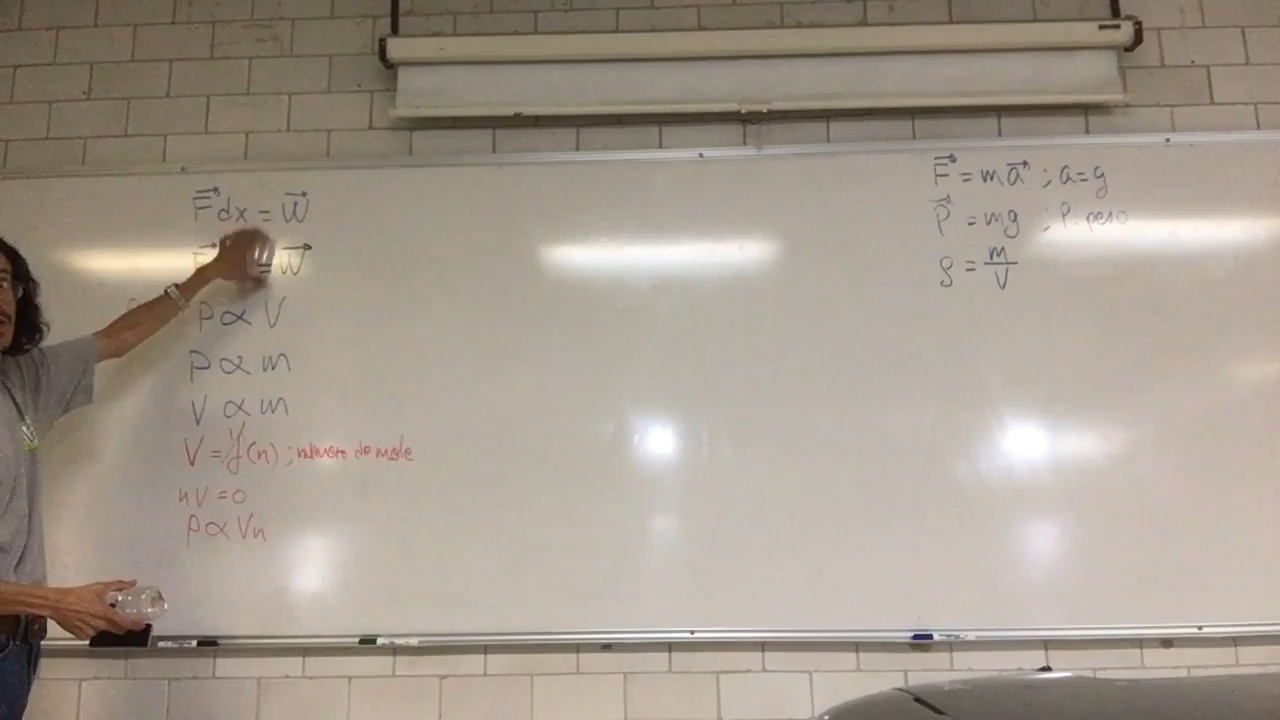 F⃗dx = W⃗
= W⃗
P ∝ V
P ∝ m
V ∝ m
V = f(n) ; número de mole
nV = 0
P ∝ Vn
F⃗ = ma⃗ ; a = g
P⃗ = mg ; P. peso
ρ = m/V